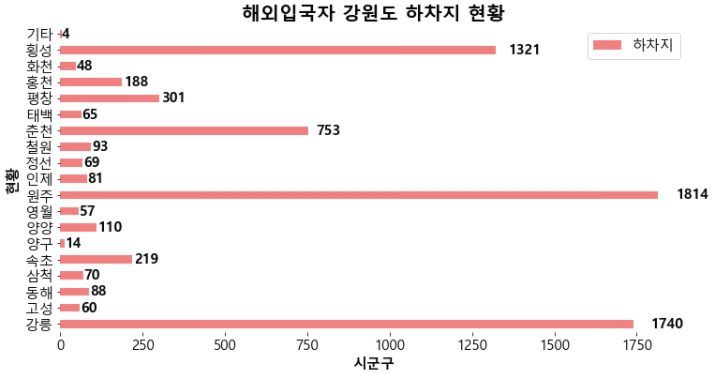 해외입국자 강원도 하차지 현황
하차지
현황
기타 4
횡성 1321
화천 48
홍천 188
평창 301
태백 65
춘천 753
철원 93
정선 69
인제 81
원주 1814
영월 57
양양 110
양구 14
속초 219
삼척 70
동해 88
고성 60
강릉 1740
0 250 500 750 1000 1250 1500 1750
시군구